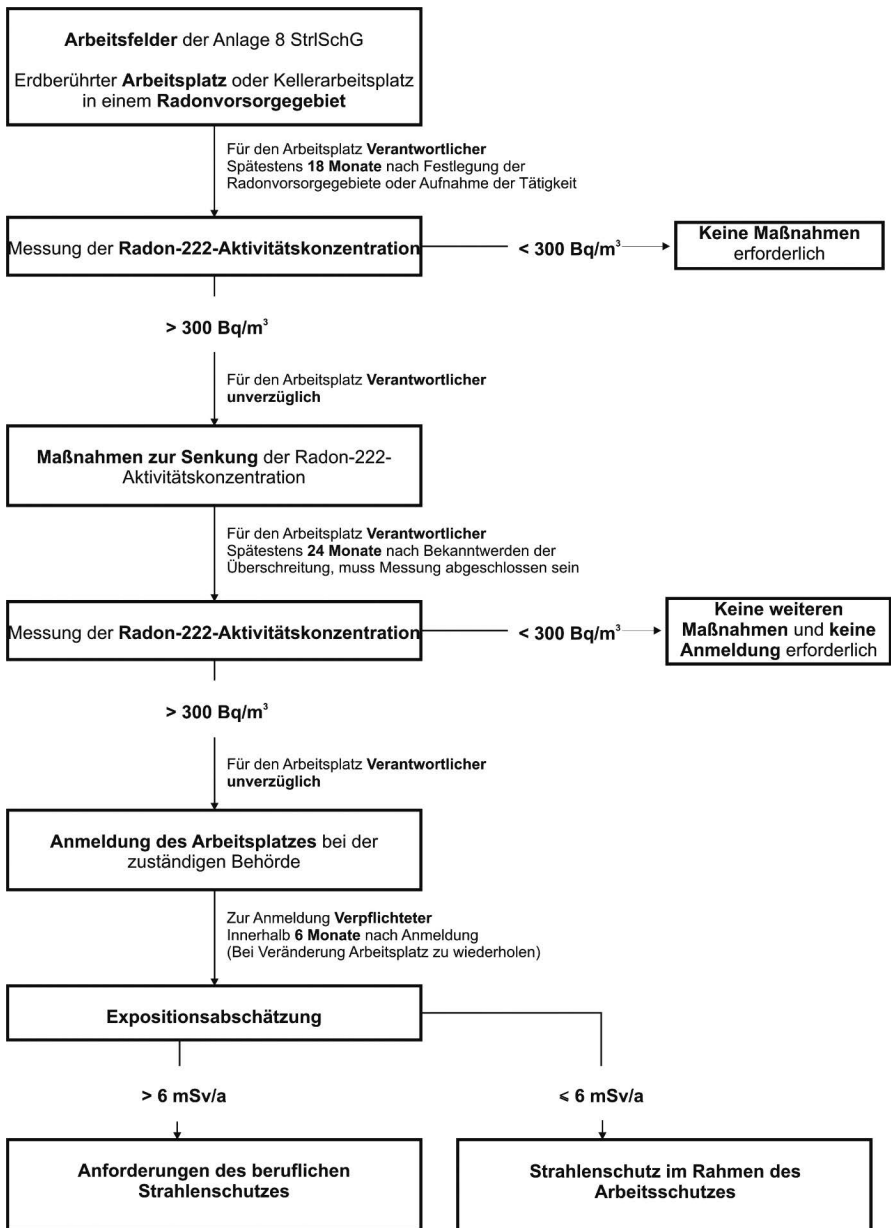 Arbeitsfelder der Anlage 8 StrlSchG
Erdberührter Arbeitsplatz oder Kellerarbeitsplatz
in einem Radonvorsorgegebiet
Für den Arbeitsplatz Verantwortlicher
Spätestens 18 Monate nach Festlegung der
Radonvorsorgegebiete oder Aufnahme der Tätigkeit
Messung der Radon-222-Aktivitätskonzentration
< 300 Bq/m³
Keine Maßnahmen
erforderlich
> 300 Bq/m³
Für den Arbeitsplatz Verantwortlicher
unverzüglich
Maßnahmen zur Senkung der Radon-222-
Aktivitätskonzentration
Für den Arbeitsplatz Verantwortlicher
Spätestens 24 Monate nach Bekanntwerden der
Überschreitung, muss Messung abgeschlossen sein
Messung der Radon-222-Aktivitätskonzentration
< 300 Bq/m³
Keine weiteren
Maßnahmen und keine
Anmeldung erforderlich
> 300 Bq/m³
Für den Arbeitsplatz Verantwortlicher
unverzüglich
Anmeldung des Arbeitsplatzes bei der
zuständigen Behörde
Zur Anmeldung Verpflichteter
Innerhalb 6 Monate nach Anmeldung
(Bei Veränderung Arbeitsplatz zu wiederholen)
Expositionsabschätzung
> 6 mSv/a
⩽ 6 mSv/a
Anforderungen des beruflichen
Strahlenschutzes
Strahlenschutz im Rahmen des
Arbeitsschutzes